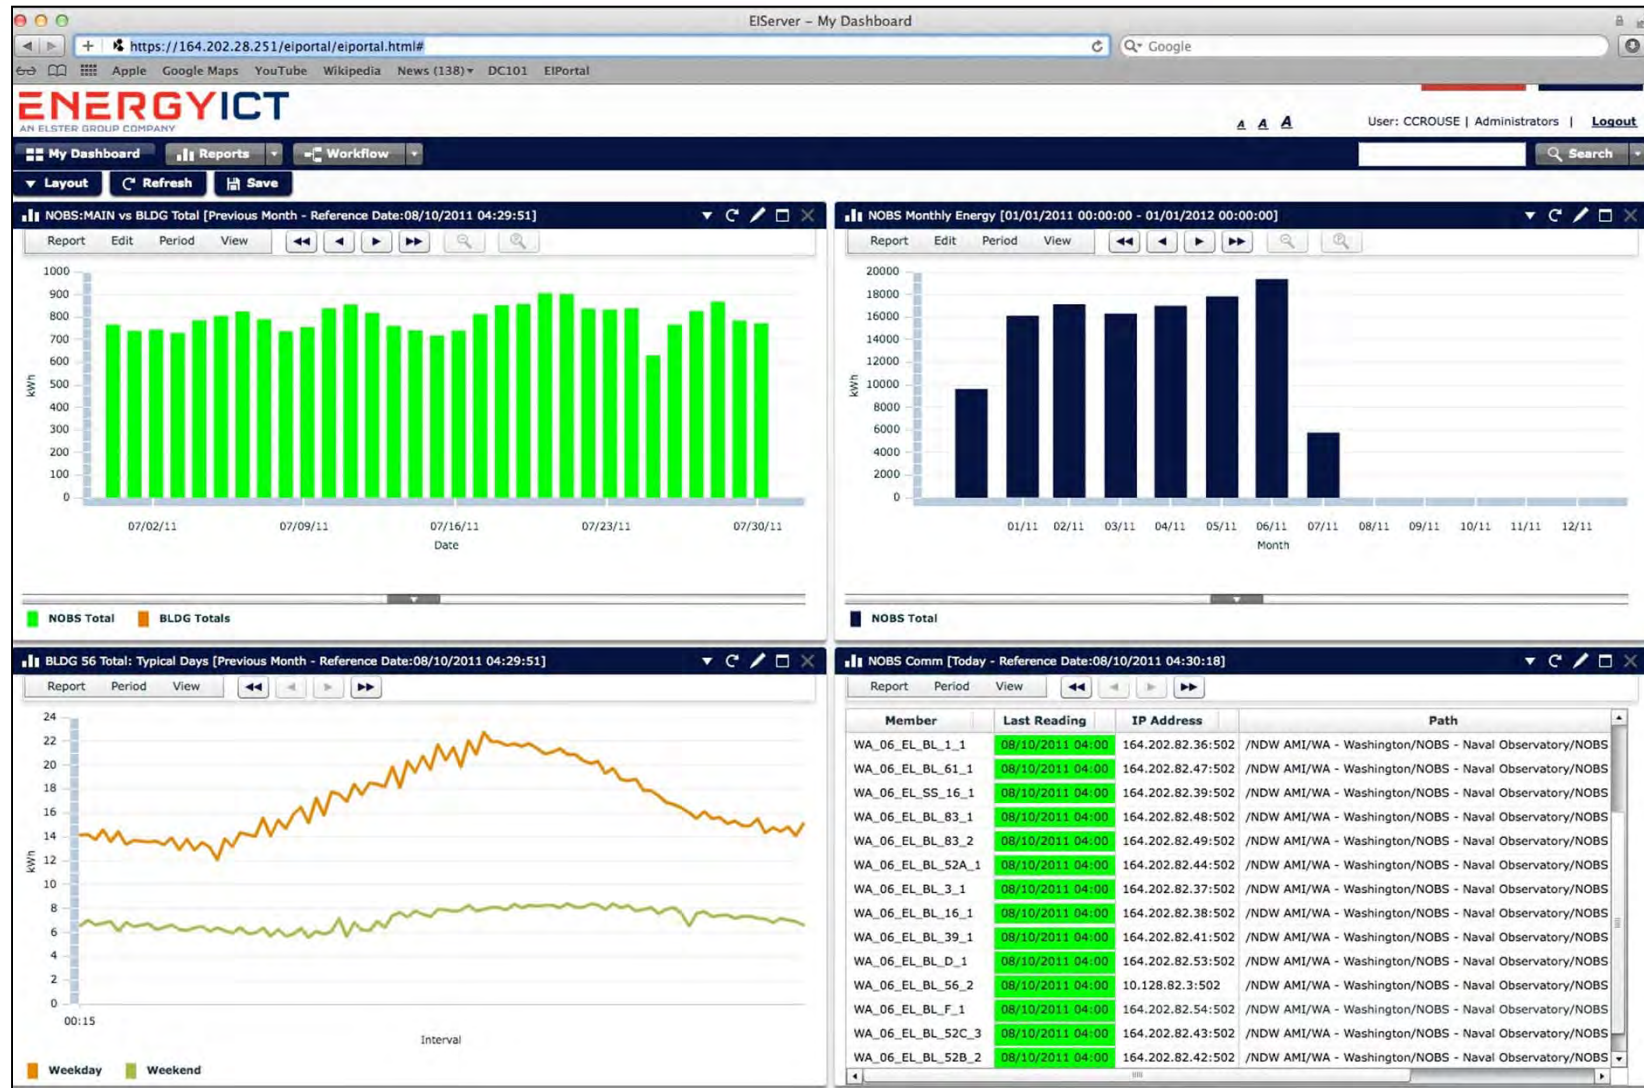 EIServer – My Dashboard
https://164.202.28.251/eiportal/eiportal.html#
Google
Apple Google Maps YouTube Wikipedia News (138) DC101 EIPortal
ENERGYICT
AN ELSTER GROUP COMPANY
A A A User: CCROUSE | Administrators | Logout
My Dashboard Reports Workflow Search
Layout Refresh Save
NOBS:MAIN vs BLDG Total [Previous Month - Reference Date:08/10/2011 04:29:51]
Report Edit Period View
1000
900
800
700
600
500
400
300
200
100
0
kWh
07/02/11 07/09/11 07/16/11 07/23/11 07/30/11
Date
NOBS Total BLDG Totals
NOBS Monthly Energy [01/01/2011 00:00:00 - 01/01/2012 00:00:00]
Report Edit Period View
20000
18000
16000
14000
12000
10000
8000
6000
4000
2000
0
kWh
01/11 02/11 03/11 04/11 05/11 06/11 07/11 08/11 09/11 10/11 11/11 12/11
Month
NOBS Total
BLDG 56 Total: Typical Days [Previous Month - Reference Date:08/10/2011 04:29:51]
Report Period View
24
22
20
18
16
14
12
10
8
6
4
2
0
kWh
00:15
Interval
Weekday Weekend
NOBS Comm [Today - Reference Date:08/10/2011 04:30:18]
Report Period View
Member Last Reading IP Address Path
WA_06_EL_BL_1_1 08/10/2011 04:00 164.202.82.36:502 /NDW AMI/WA - Washington/NOBS - Naval Observatory/NOBS
WA_06_EL_BL_61_1 08/10/2011 04:00 164.202.82.47:502 /NDW AMI/WA - Washington/NOBS - Naval Observatory/NOBS
WA_06_EL_SS_16_1 08/10/2011 04:00 164.202.82.39:502 /NDW AMI/WA - Washington/NOBS - Naval Observatory/NOBS
WA_06_EL_BL_83_1 08/10/2011 04:00 164.202.82.48:502 /NDW AMI/WA - Washington/NOBS - Naval Observatory/NOBS
WA_06_EL_BL_83_2 08/10/2011 04:00 164.202.82.49:502 /NDW AMI/WA - Washington/NOBS - Naval Observatory/NOBS
WA_06_EL_BL_52A_1 08/10/2011 04:00 164.202.82.44:502 /NDW AMI/WA - Washington/NOBS - Naval Observatory/NOBS
WA_06_EL_BL_3_1 08/10/2011 04:00 164.202.82.37:502 /NDW AMI/WA - Washington/NOBS - Naval Observatory/NOBS
WA_06_EL_BL_16_1 08/10/2011 04:00 164.202.82.38:502 /NDW AMI/WA - Washington/NOBS - Naval Observatory/NOBS
WA_06_EL_BL_39_1 08/10/2011 04:00 164.202.82.41:502 /NDW AMI/WA - Washington/NOBS - Naval Observatory/NOBS
WA_06_EL_BL_D_1 08/10/2011 04:00 164.202.82.53:502 /NDW AMI/WA - Washington/NOBS - Naval Observatory/NOBS
WA_06_EL_BL_56_2 08/10/2011 04:00 10.128.82.3:502 /NDW AMI/WA - Washington/NOBS - Naval Observatory/NOBS
WA_06_EL_BL_F_1 08/10/2011 04:00 164.202.82.54:502 /NDW AMI/WA - Washington/NOBS - Naval Observatory/NOBS
WA_06_EL_BL_52C_3 08/10/2011 04:00 164.202.82.43:502 /NDW AMI/WA - Washington/NOBS - Naval Observatory/NOBS
WA_06_EL_BL_52B_2 08/10/2011 04:00 164.202.82.42:502 /NDW AMI/WA - Washington/NOBS - Naval Observatory/NOBS